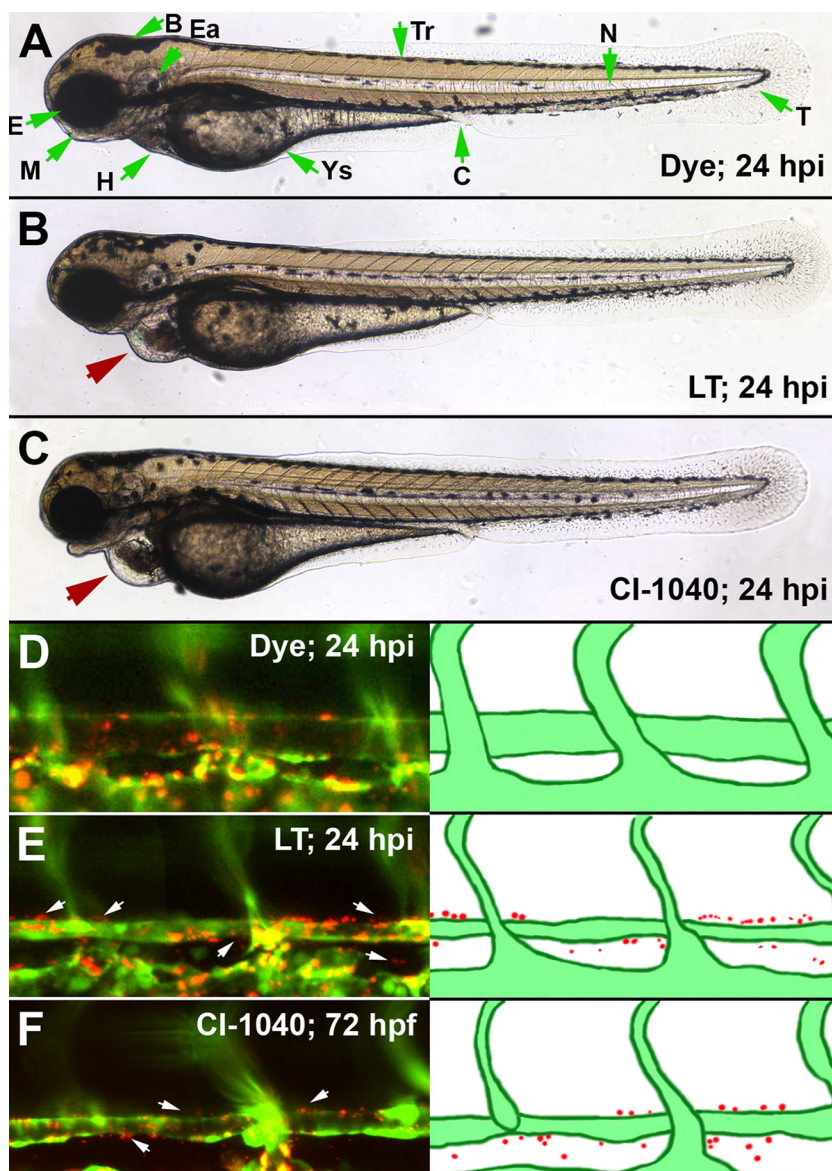 A
B
Ea
Tr
N
E
M
H
Ys
C
T
Dye; 24 hpi
B
LT; 24 hpi
C
CI-1040; 24 hpi
D
Dye; 24 hpi
E
LT; 24 hpi
F
CI-1040; 72 hpf